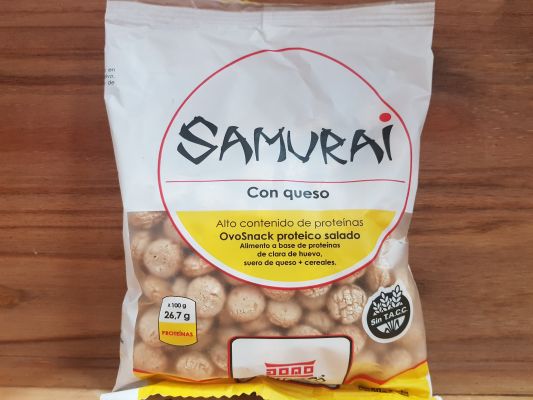 SAMURAI
Con queso
Alto contenido de proteínas
OvoSnack proteico salado
Alimento a base de proteínas
de clara de huevo,
suero de queso + cereales.
x 100 g
26,7 g
PROTEÍNAS
Sin T.A.C.C.